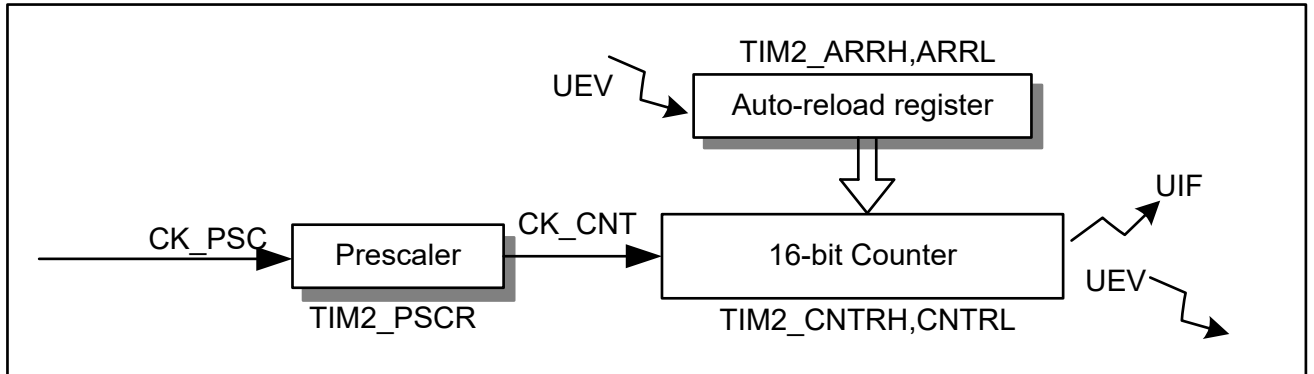 TIM2_ARRH,ARRL
UEV
Auto-reload register
UIF
CK_PSC
CK_CNT
Prescaler
16-bit Counter
UEV
TIM2_PSCR
TIM2_CNTRH,CNTRL